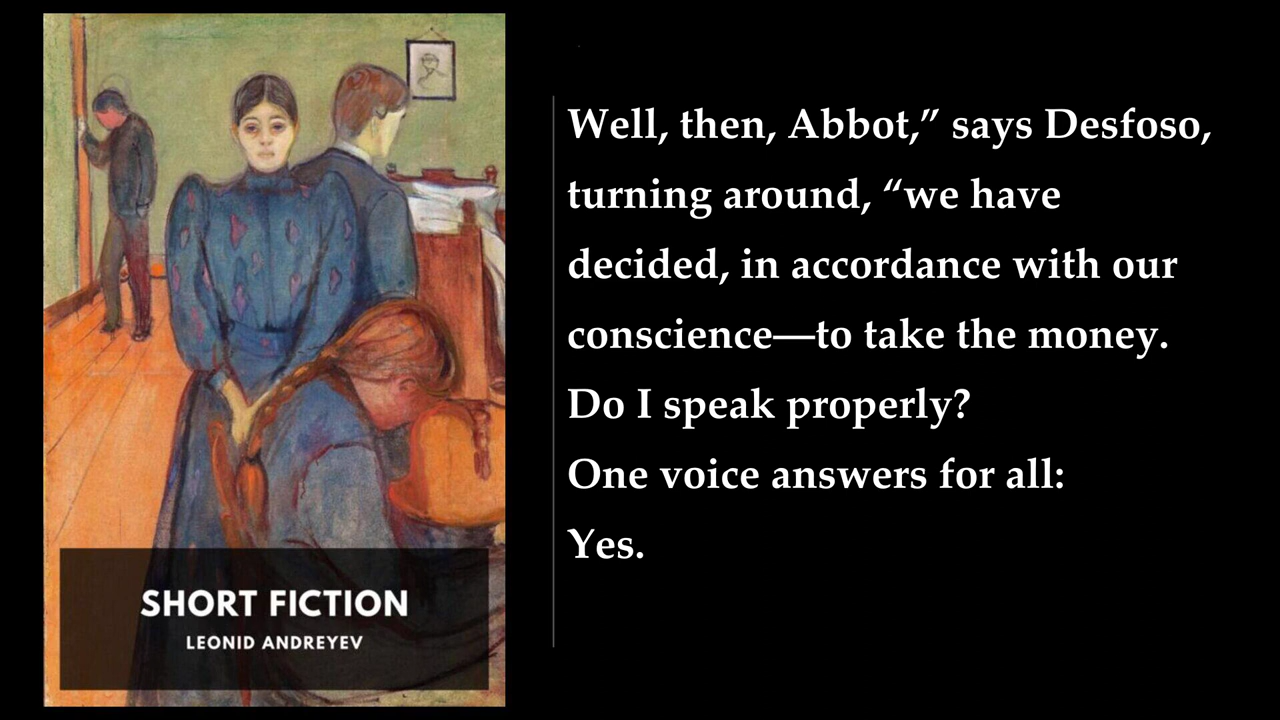 Well, then, Abbot,” says Desfoso,
turning around, “we have
decided, in accordance with our
conscience—to take the money.
Do I speak properly?
One voice answers for all:
Yes.
SHORT FICTION
LEONID ANDREYEV